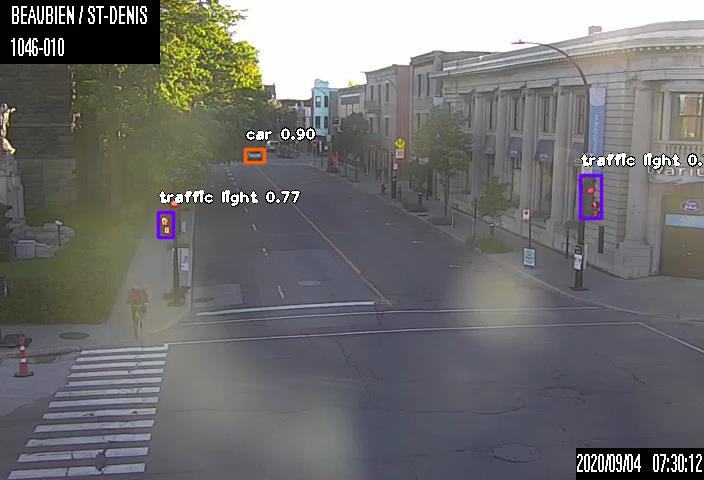 BEAUBIEN / ST-DENIS
1046-010
car 0.90
traffic light 0.
traffic light 0.77
2020/09/04 07:30:12